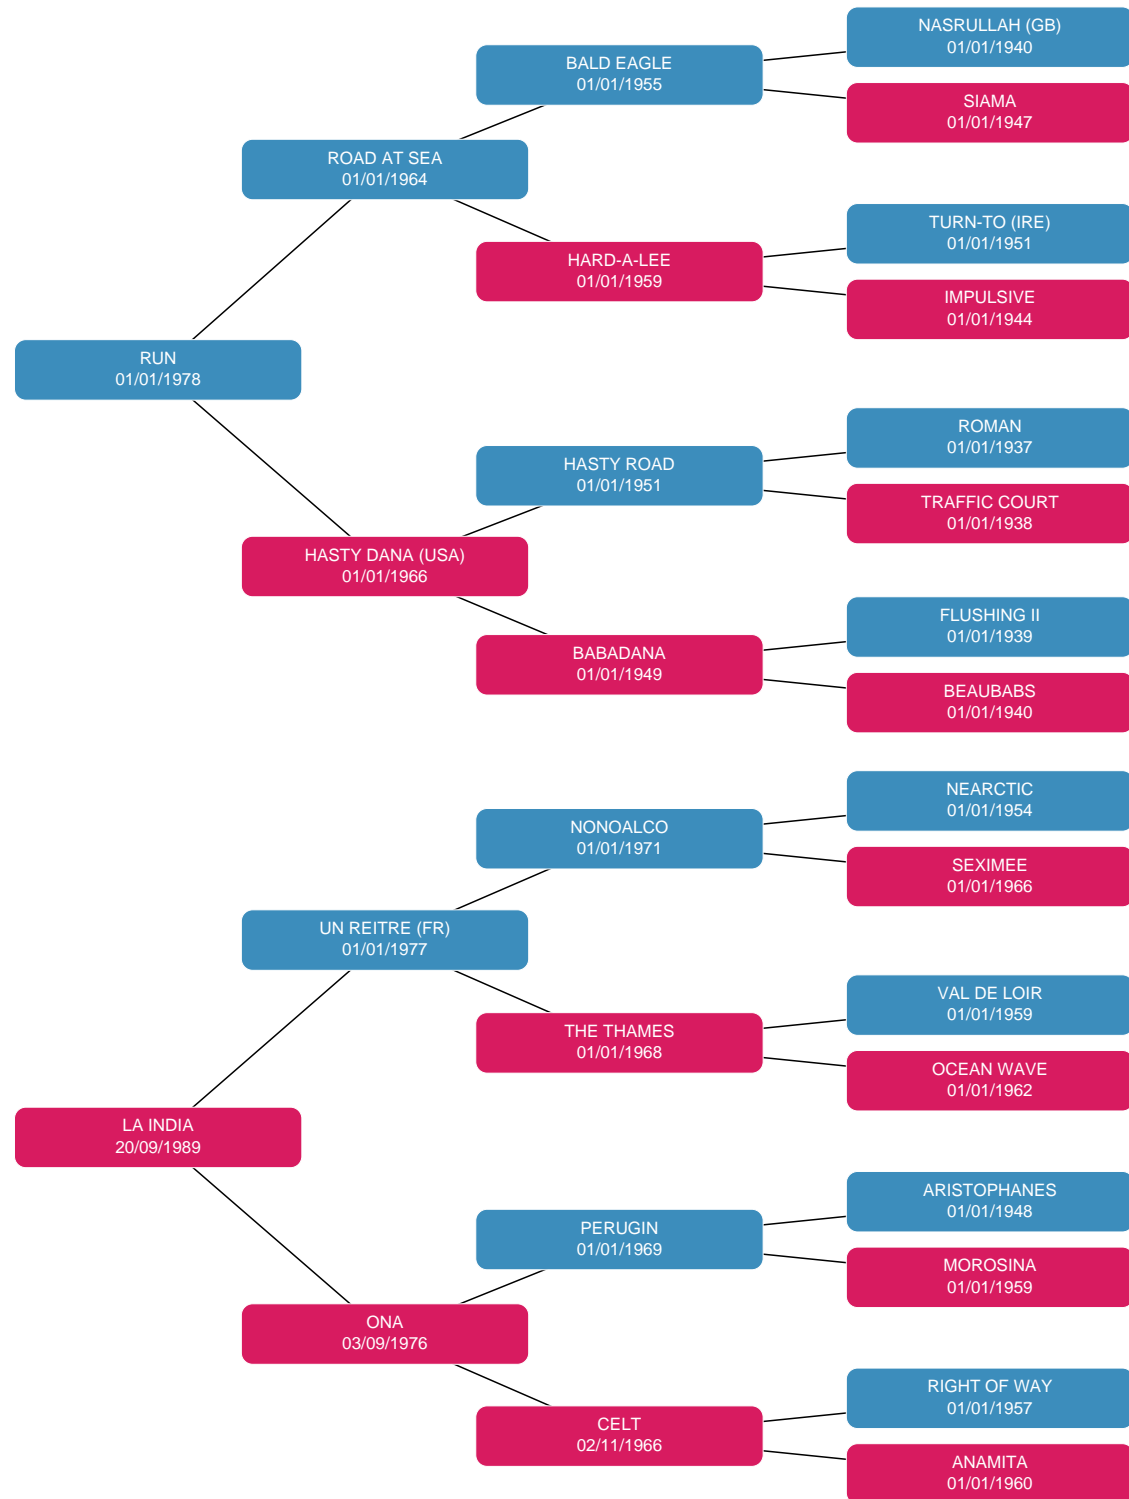 NASRULLAH (GB)
01/01/1940
BALD EAGLE
01/01/1955
SIAMA
01/01/1947
ROAD AT SEA
01/01/1964
TURN-TO (IRE)
01/01/1951
HARD-A-LEE
01/01/1959
IMPULSIVE
01/01/1944
RUN
01/01/1978
ROMAN
01/01/1937
HASTY ROAD
01/01/1951
TRAFFIC COURT
01/01/1938
HASTY DANA (USA)
01/01/1966
FLUSHING II
01/01/1939
BABADANA
01/01/1949
BEAUBABS
01/01/1940
NEARCTIC
01/01/1954
NONOALCO
01/01/1971
SEXIMEE
01/01/1966
UN REITRE (FR)
01/01/1977
VAL DE LOIR
01/01/1959
THE THAMES
01/01/1968
OCEAN WAVE
01/01/1962
LA INDIA
20/09/1989
ARISTOPHANES
01/01/1948
PERUGIN
01/01/1969
MOROSINA
01/01/1959
ONA
03/09/1976
RIGHT OF WAY
01/01/1957
CELT
02/11/1966
ANAMITA
01/01/1960